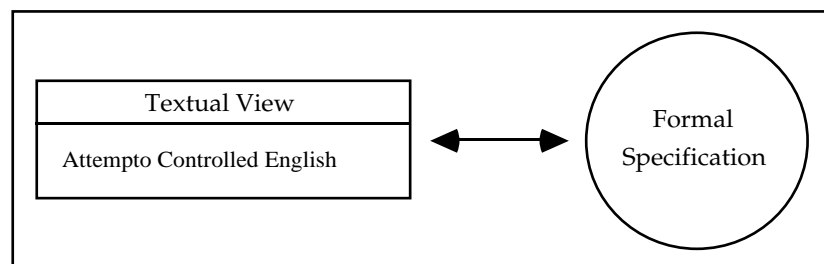 Textual View
Attempto Controlled English
Formal
Specification